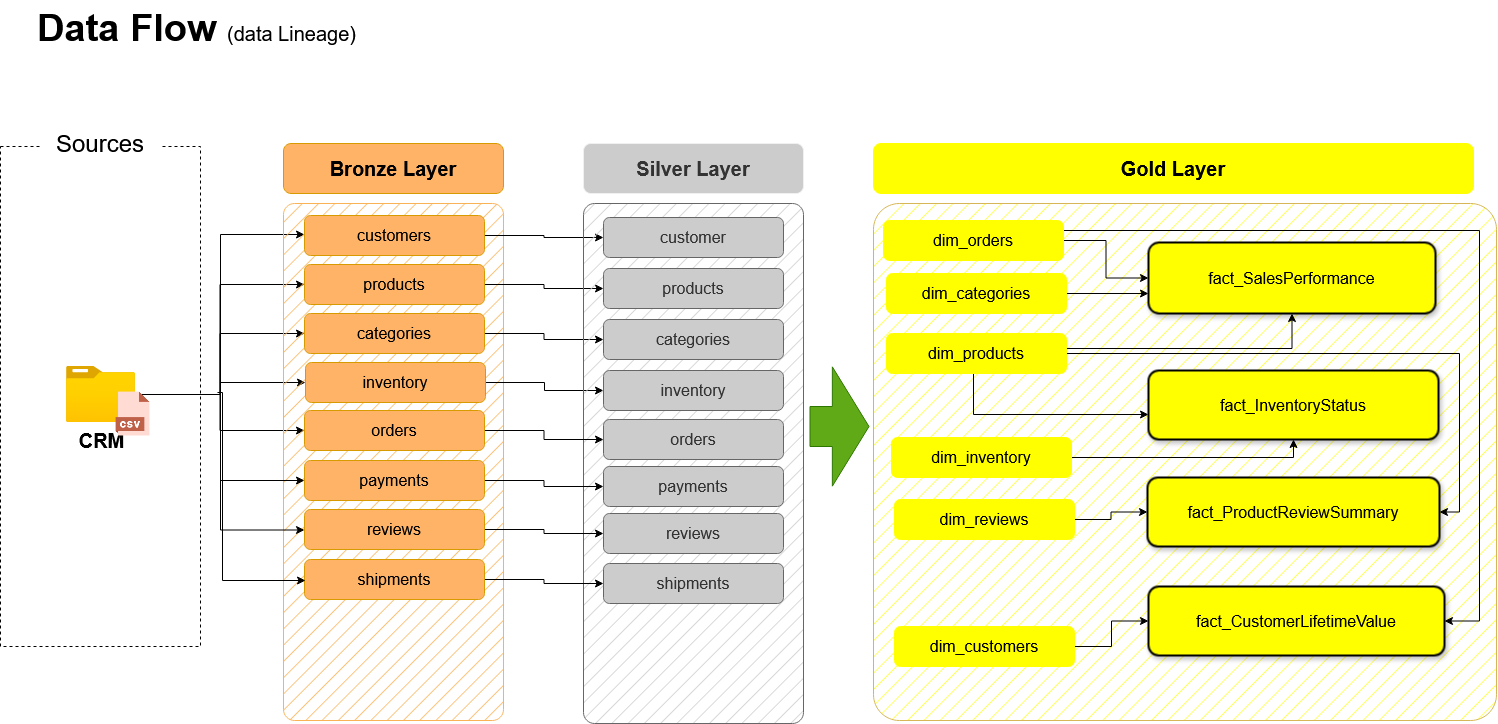 Data Flow (data Lineage)
Sources
CSV
CRM
Bronze Layer
customers
products
categories
inventory
orders
payments
reviews
shipments
Silver Layer
customer
products
categories
inventory
orders
payments
reviews
shipments
Gold Layer
dim_orders
dim_categories
dim_products
dim_inventory
dim_reviews
dim_customers
fact_SalesPerformance
fact_InventoryStatus
fact_ProductReviewSummary
fact_CustomerLifetimeValue